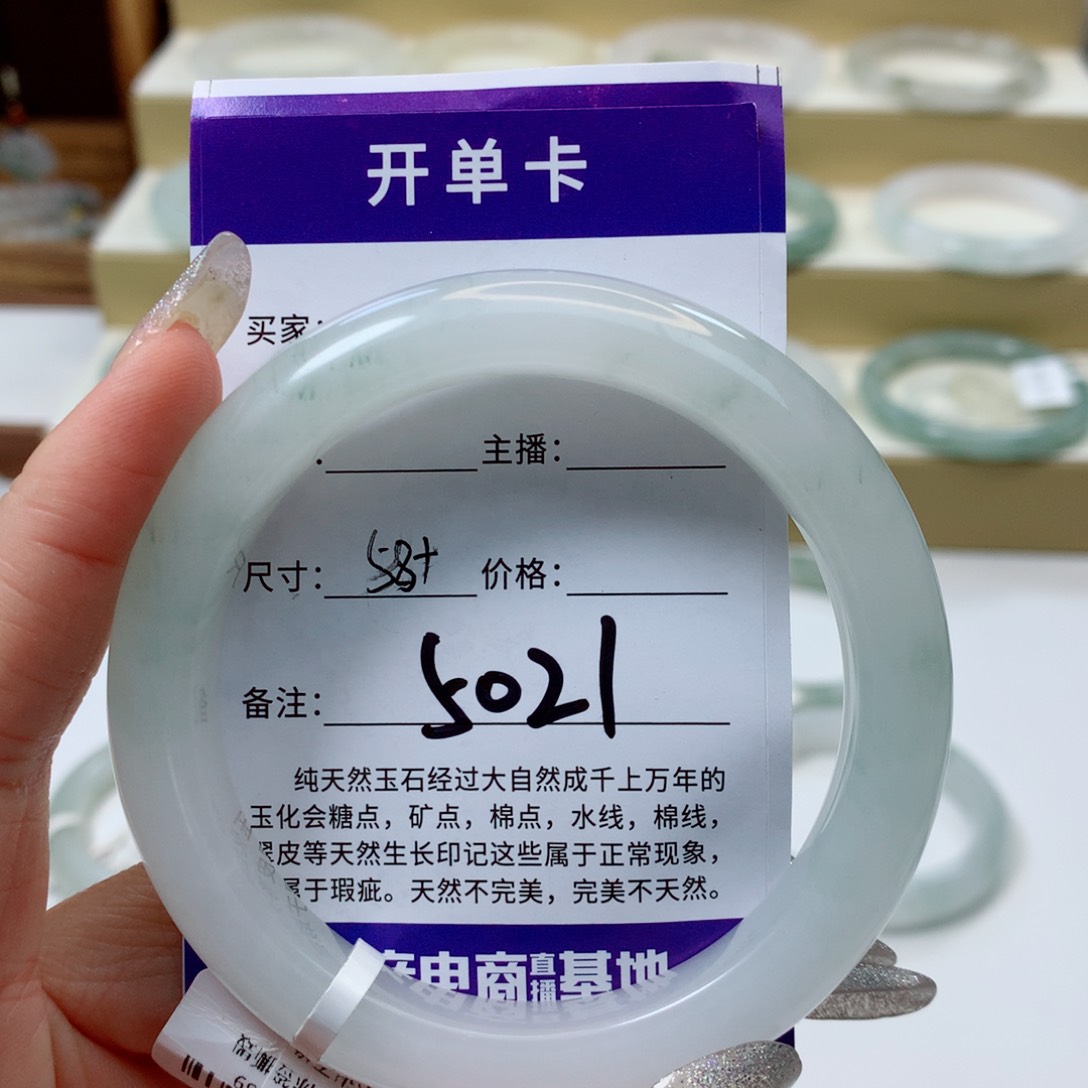 开单卡
买家：
主播：
尺寸：58+ 价格：
备注：5021
纯天然玉石经过大自然成千上万年的
玉化会糖点，矿点，棉点，水线，棉线，
皮等天然生长印记这些属于正常现象，
属于瑕疵。天然不完美，完美不天然。
电商直播基地